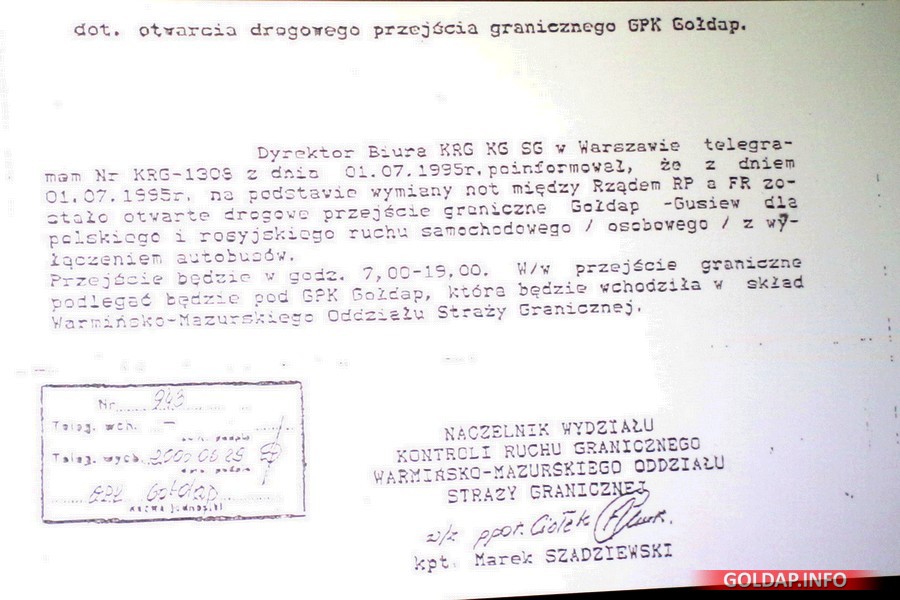 dot. otwarcia drogowego przejścia granicznego GPK Gołdap.
Dyrektor Biura KRG KG SG w Warszawie telegra-
mem Nr KRG-1308 z dnia 01.07.1995r. poinformował, że z dniem
01.07.1995r. na podstawie wymiany not między Rządem RP a FR zo-
stało otwarte drogowe przejście graniczne Gołdap -Gusiew dla
polskiego i rosyjskiego ruchu samochodowego / osobowego / z wy-
łączeniem autobusów.
Przejście będzie w godz. 7,00-19,00. W/w przejście graniczne
podlegać będzie pod GPK Gołdap, która będzie wchodziła w skład
Warmińsko-Mazurskiego Oddziału Straży Granicznej.
Nr 243
Teleg. wch. —
Teleg. wych.
GPK Gołdap
nazwa jednostki
NACZELNIK WYDZIAŁU
KONTROLI RUCHU GRANICZNEGO
WARMIŃSKO-MAZURSKIEGO ODDZIAŁU
STRAŻY GRANICZNEJ
w/z ppor. Ciołek
kpt. Marek SZADZIEWSKI
GOLDAP.INFO